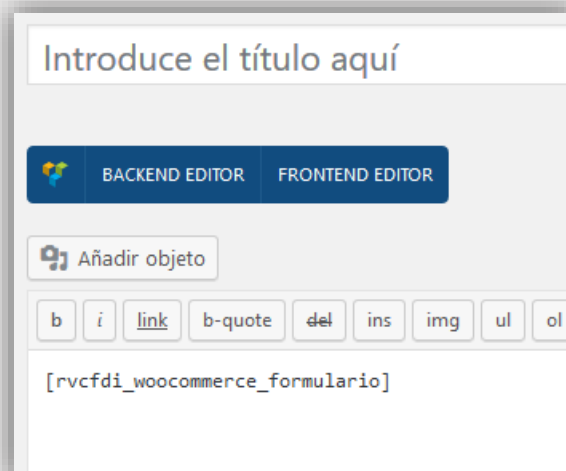 Introduce el título aquí
BACKEND EDITOR FRONTEND EDITOR
Añadir objeto
b i link b-quote del ins img ul ol
[rvcfdi_woocommerce_formulario]